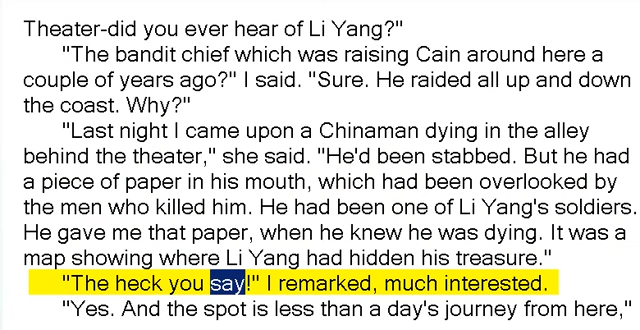 Theater-did you ever hear of Li Yang?"
"The bandit chief which was raising Cain around here a
couple of years ago?" I said. "Sure. He raided all up and down
the coast. Why?"
"Last night I came upon a Chinaman dying in the alley
behind the theater," she said. "He'd been stabbed. But he had
a piece of paper in his mouth, which had been overlooked by
the men who killed him. He had been one of Li Yang's soldiers.
He gave me that paper, when he knew he was dying. It was a
map showing where Li Yang had hidden his treasure."
"The heck you say!" I remarked, much interested.
"Yes. And the spot is less than a day's journey from here,"